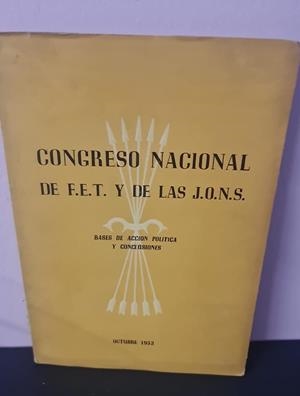 CONGRESO NACIONAL
DE F.E.T. Y DE LAS J.O.N.S.
BASES DE ACCION POLITICA
Y CONCLUSIONES
OCTUBRE 1953